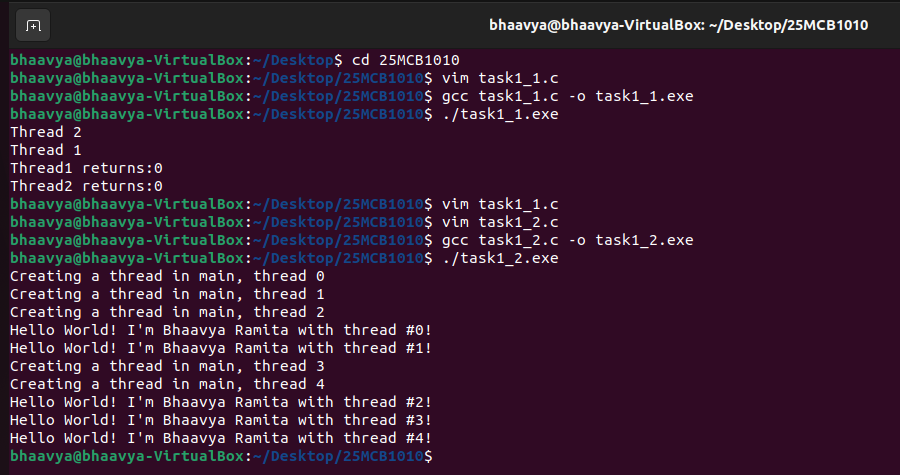 bhaavya@bhaavya-VirtualBox: ~/Desktop/25MCB1010
bhaavya@bhaavya-VirtualBox:~/Desktop$ cd 25MCB1010
bhaavya@bhaavya-VirtualBox:~/Desktop/25MCB1010$ vim task1_1.c
bhaavya@bhaavya-VirtualBox:~/Desktop/25MCB1010$ gcc task1_1.c -o task1_1.exe
bhaavya@bhaavya-VirtualBox:~/Desktop/25MCB1010$ ./task1_1.exe
Thread 2
Thread 1
Thread1 returns:0
Thread2 returns:0
bhaavya@bhaavya-VirtualBox:~/Desktop/25MCB1010$ vim task1_1.c
bhaavya@bhaavya-VirtualBox:~/Desktop/25MCB1010$ vim task1_2.c
bhaavya@bhaavya-VirtualBox:~/Desktop/25MCB1010$ gcc task1_2.c -o task1_2.exe
bhaavya@bhaavya-VirtualBox:~/Desktop/25MCB1010$ ./task1_2.exe
Creating a thread in main, thread 0
Creating a thread in main, thread 1
Creating a thread in main, thread 2
Hello World! I'm Bhaavya Ramita with thread #0!
Hello World! I'm Bhaavya Ramita with thread #1!
Creating a thread in main, thread 3
Creating a thread in main, thread 4
Hello World! I'm Bhaavya Ramita with thread #2!
Hello World! I'm Bhaavya Ramita with thread #3!
Hello World! I'm Bhaavya Ramita with thread #4!
bhaavya@bhaavya-VirtualBox:~/Desktop/25MCB1010$